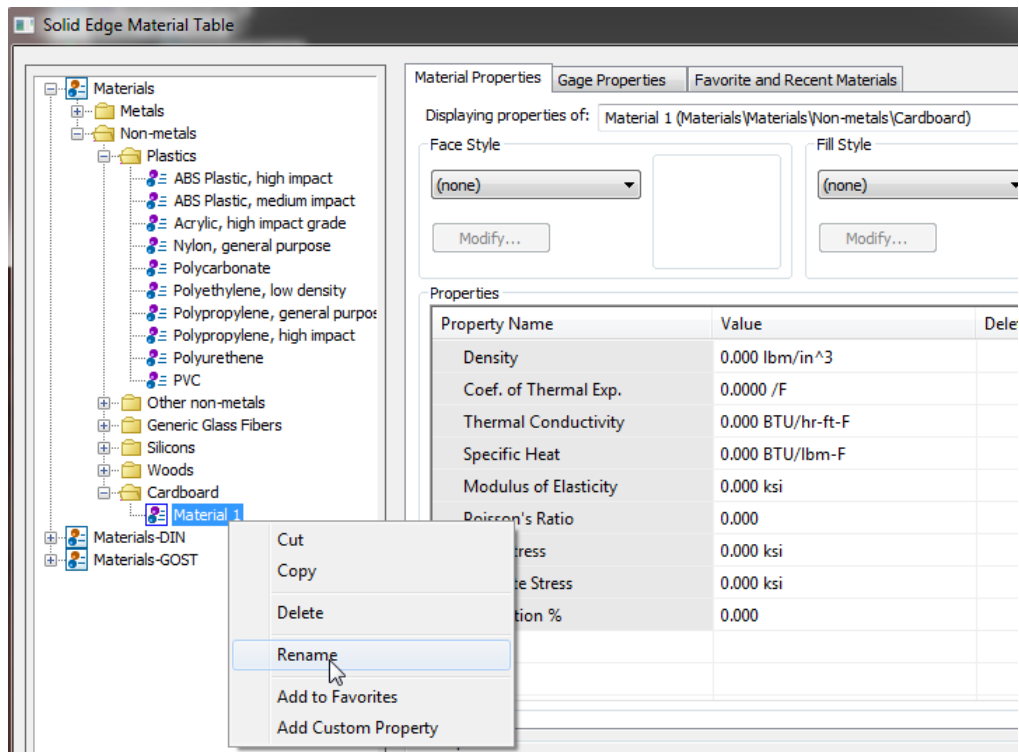 Solid Edge Material Table
Materials
Metals
Non-metals
Plastics
ABS Plastic, high impact
ABS Plastic, medium impact
Acrylic, high impact grade
Nylon, general purpose
Polycarbonate
Polyethylene, low density
Polypropylene, general purpos
Polypropylene, high impact
Polyurethene
PVC
Other non-metals
Generic Glass Fibers
Silicons
Woods
Cardboard
Material 1
Materials-DIN
Materials-GOST
Cut
Copy
Delete
Rename
Add to Favorites
Add Custom Property
Material Properties Gage Properties Favorite and Recent Materials
Displaying properties of: Material 1 (Materials\Materials\Non-metals\Cardboard)
Face Style Fill Style
(none) (none)
Modify... Modify...
Properties
Property Name Value Dele
Density 0.000 lbm/in^3
Coef. of Thermal Exp. 0.0000 /F
Thermal Conductivity 0.000 BTU/hr-ft-F
Specific Heat 0.000 BTU/lbm-F
Modulus of Elasticity 0.000 ksi
Poisson's Ratio 0.000
tress 0.000 ksi
te Stress 0.000 ksi
tion % 0.000